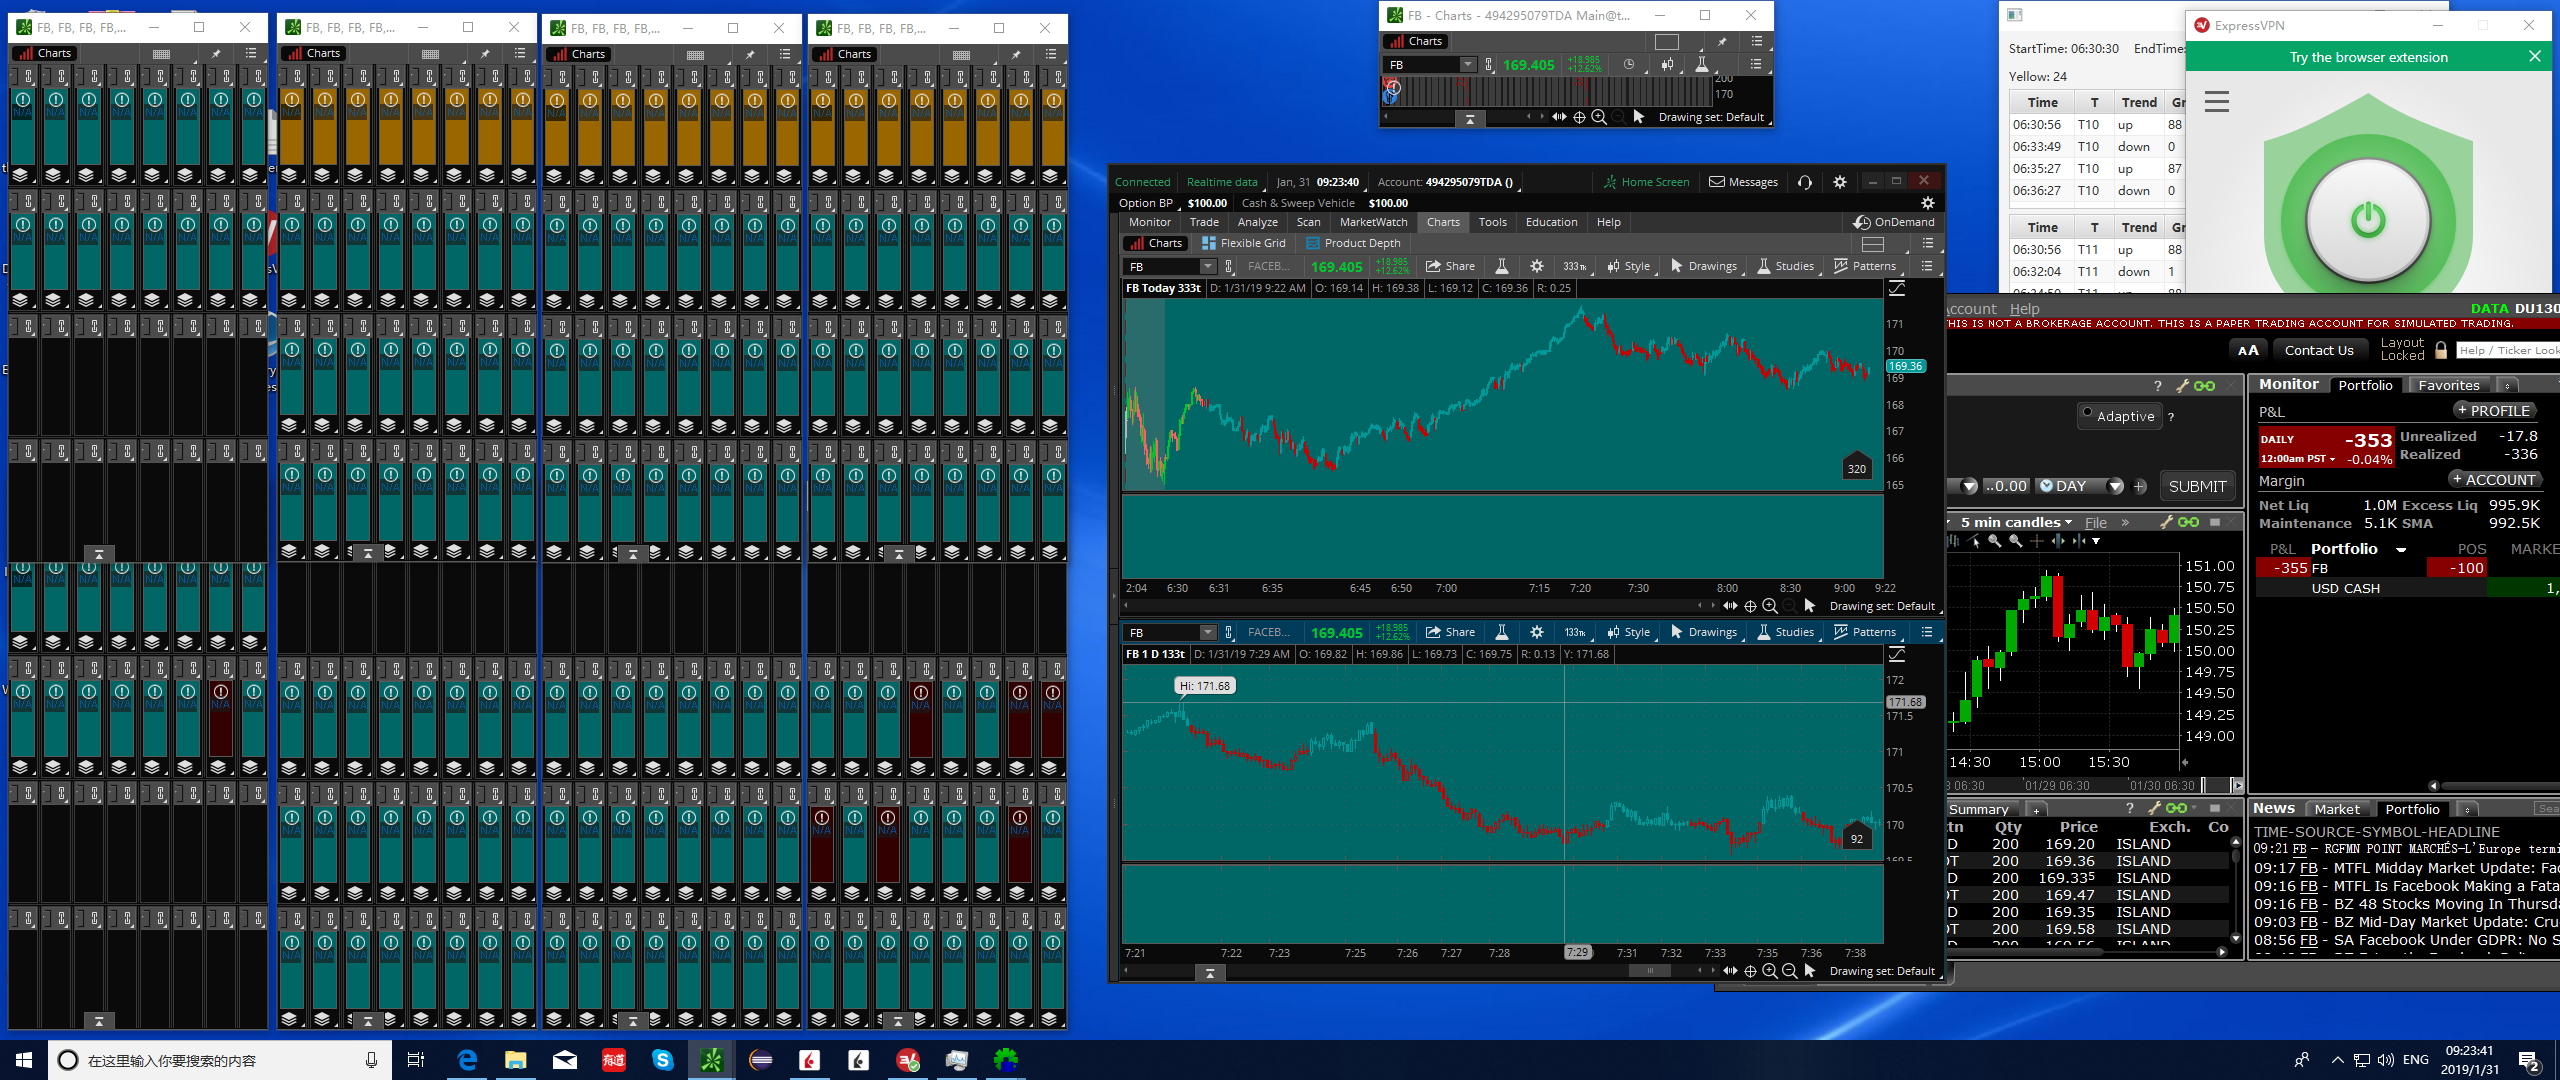 FB, FB, FB, FB,...
Charts
FB, FB, FB, FB,...
Charts
FB, FB, FB, FB,...
Charts
FB, FB, FB, FB,...
Charts
N/A
FB - Charts - 494295079TDA Main@t...
Charts
FB
169.405
+18.985
+12.62%
200
170
Drawing set: Default
Connected
Realtime data
Jan, 31 09:23:40
Account: 494295079TDA ()
Home Screen
Messages
Option BP $100.00
Cash & Sweep Vehicle $100.00
Monitor Trade Analyze Scan MarketWatch Charts Tools Education Help
OnDemand
Charts Flexible Grid Product Depth
FB FACEB... 169.405 +18.985 +12.62% Share 333Tk Style Drawings Studies Patterns
FB Today 333t D: 1/31/19 9:22 AM O: 169.14 H: 169.38 L: 169.12 C: 169.36 R: 0.25
171
170
169.36
169
168
167
166
165
320
2:04 6:30 6:31 6:35 6:45 6:50 7:00 7:15 7:20 8:00 8:30 9:00 9:22
Drawing set: Default
FB FACEB... 169.405 +18.985 +12.62% Share 133Tk Style Drawings Studies Patterns
FB 1 D 133t D: 1/31/19 7:29 AM O: 169.82 H: 169.86 L: 169.73 C: 169.75 R: 0.13 Y: 171.68
Hi: 171.68
172
171.68
171.5
171
170.5
170
92
7:21 7:22 7:23 7:25 7:26 7:28 7:29 7:31 7:32 7:33 7:35 7:36 7:38
Drawing set: Default
StartTime: 06:30:30 EndTime:
Yellow: 24
Time T Trend Gr
06:30:56 T10 up 88
06:33:49 T10 down 0
06:35:27 T10 up 87
06:36:27 T10 down 0
Time T Trend Gr
06:30:56 T11 up 88
06:32:04 T11 down 1
ExpressVPN
Try the browser extension
Account Help
DATA DU130
THIS IS NOT A BROKERAGE ACCOUNT. THIS IS A PAPER TRADING ACCOUNT FOR SIMULATED TRADING.
AA
Contact Us
Layout
Locked
Help / Ticker Look
Adaptive ?
..0.00 DAY + SUBMIT
5 min candles File »
151.00
150.75
150.50
150.25
150.00
149.75
149.50
149.25
149.00
14:30 15:00 15:30
06:30 01/29 06:30 01/30 06:30
Summary +
Qty Price Exch. Co
200 169.20 ISLAND
200 169.36 ISLAND
200 169.335 ISLAND
200 169.47 ISLAND
200 169.35 ISLAND
200 169.58 ISLAND
200 169.56 ISLAND
Monitor Portfolio Favorites
P&L + PROFILE
DAILY -353 Unrealized -17.8
12:00am PST -0.04% Realized -336
Margin + ACCOUNT
Net Liq 1.0M Excess Liq 995.9K
Maintenance 5.1K SMA 992.5K
P&L Portfolio POS MARKE
-355 FB -100
USD CASH 1,
News Market Portfolio
TIME-SOURCE-SYMBOL-HEADLINE
09:21 FB – RGFMN POINT MARCHÉS–L'Europe termi
09:17 FB - MTFL Midday Market Update: Fac
09:16 FB - MTFL Is Facebook Making a Fata
09:16 FB - BZ 48 Stocks Moving In Thursda
09:03 FB - BZ Mid-Day Market Update: Cru
08:56 FB - SA Facebook Under GDPR: No S
在这里输入你要搜索的内容
有道
ENG
09:23:41
2019/1/31
2